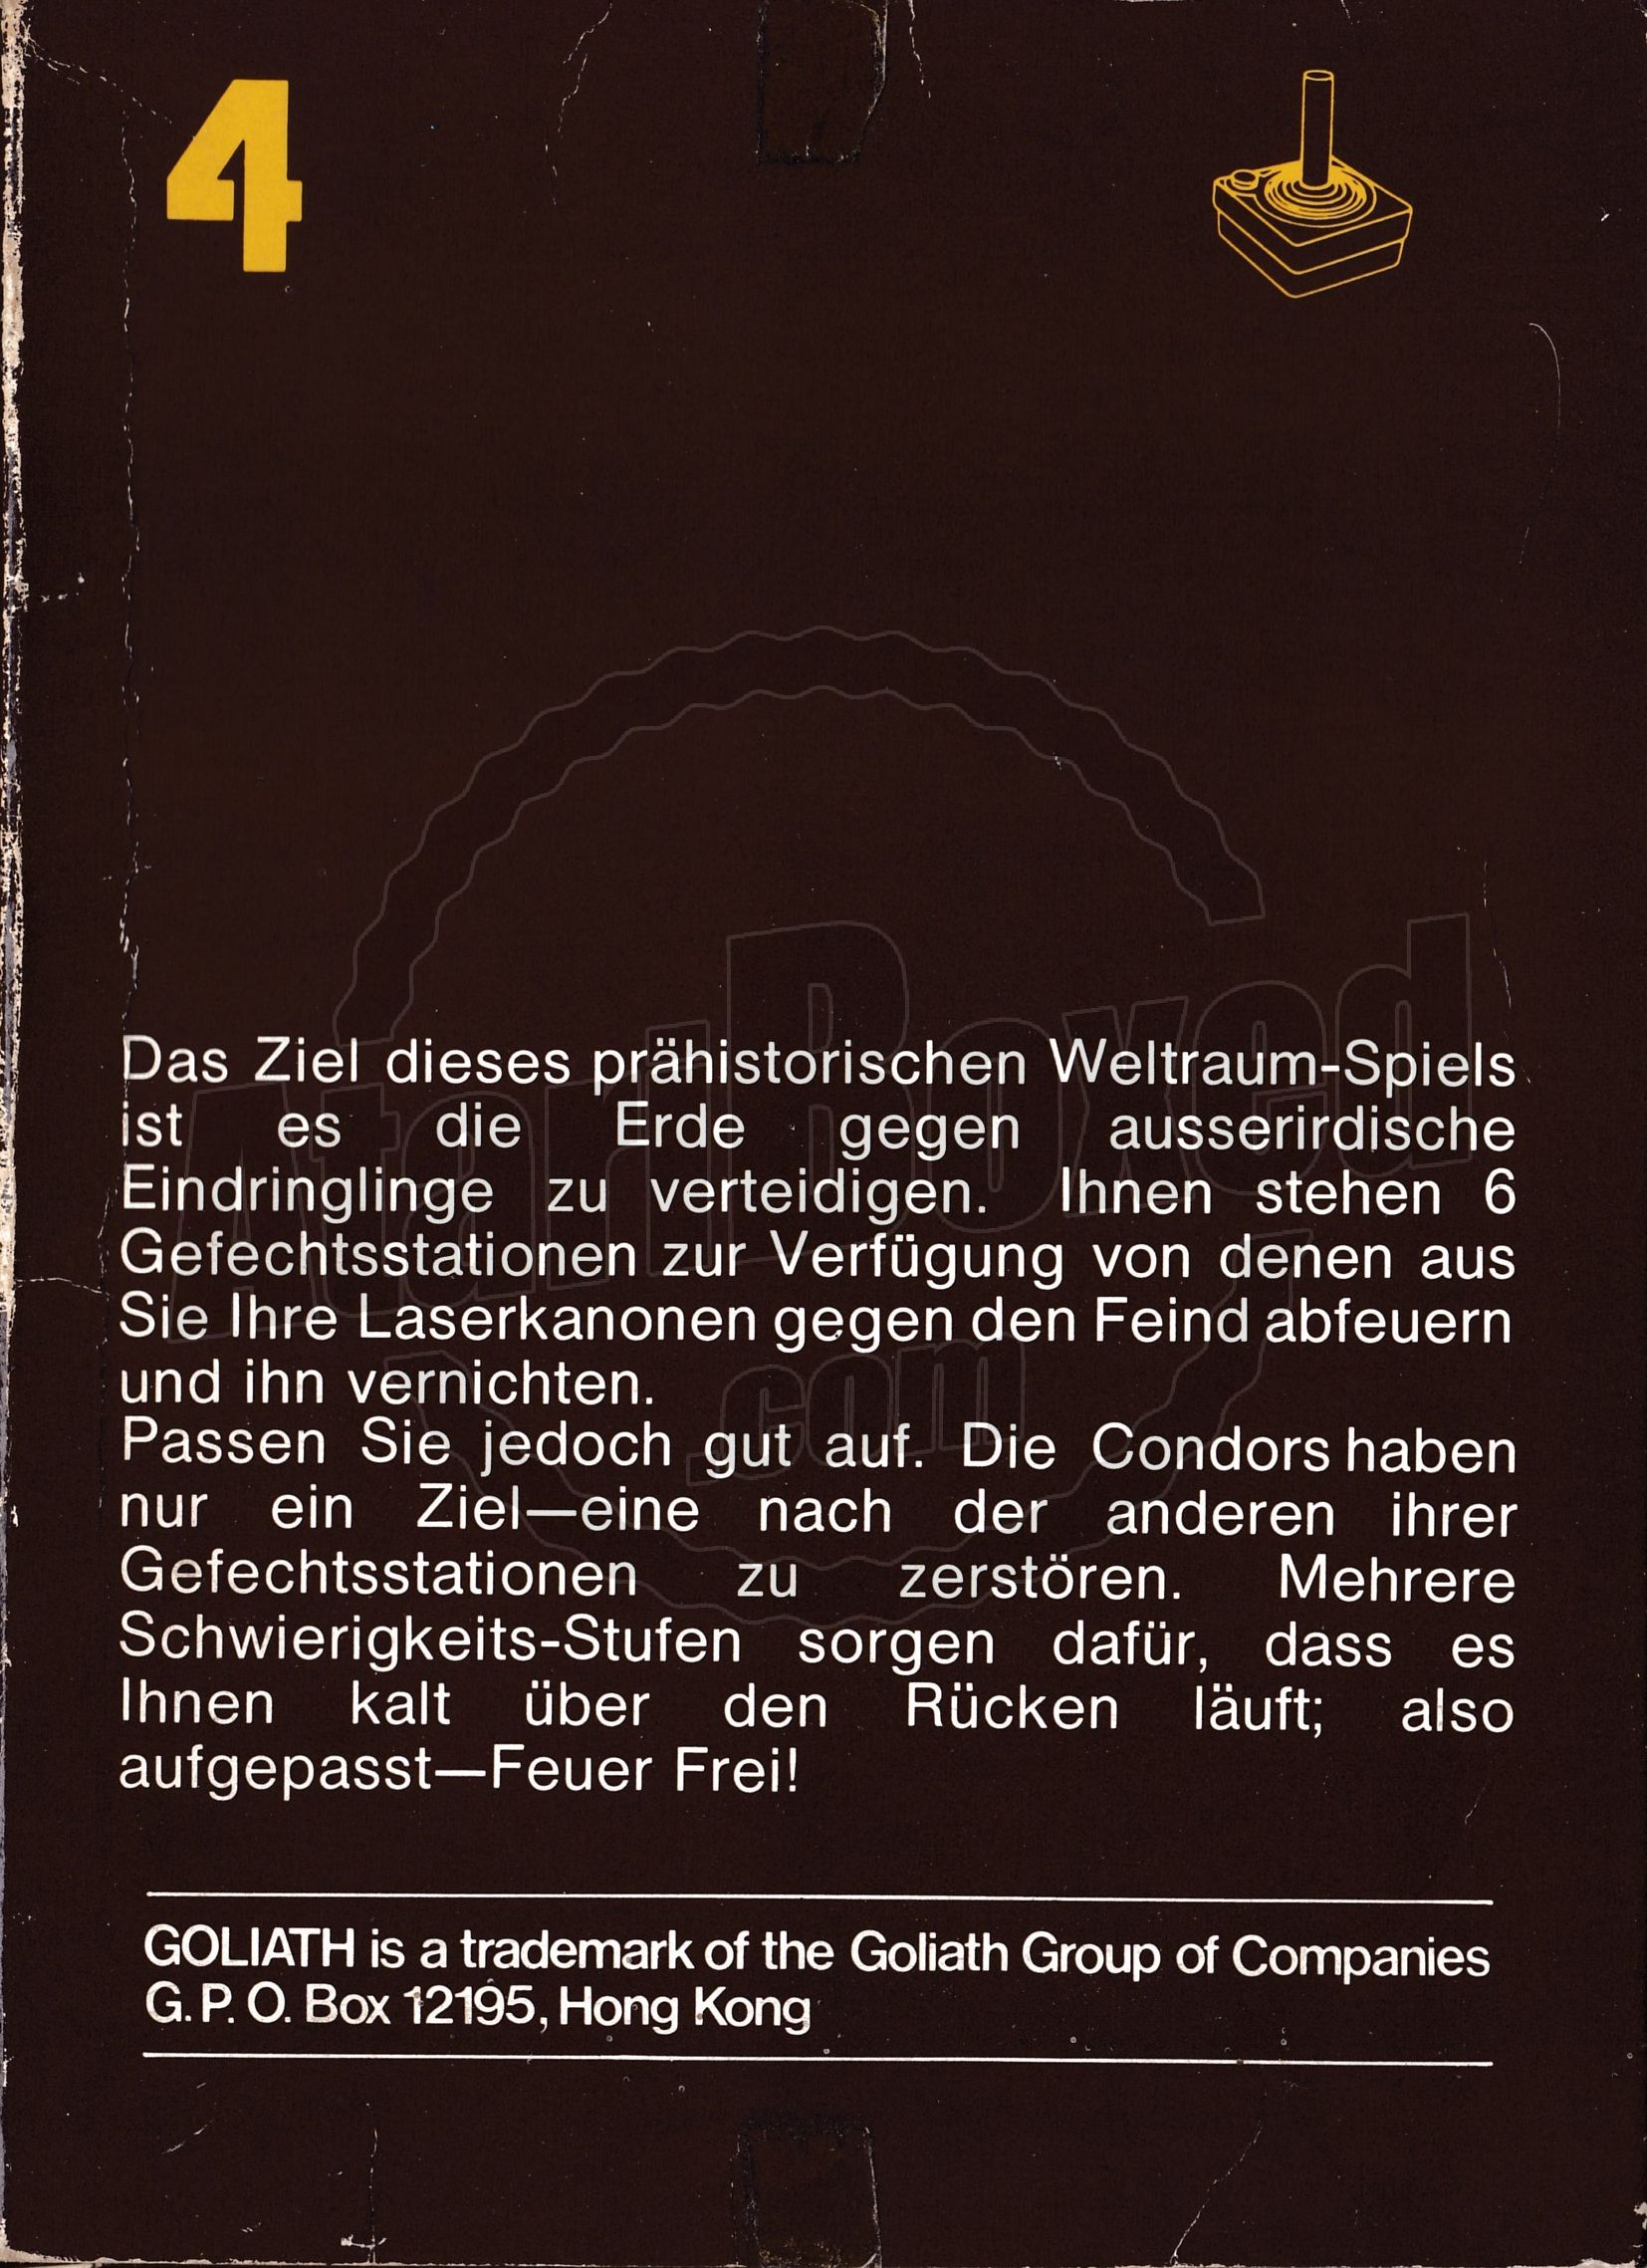 4
Das Ziel dieses prähistorischen Weltraum-Spiels
ist es die Erde gegen ausserirdische
Eindringlinge zu verteidigen. Ihnen stehen 6
Gefechtsstationen zur Verfügung von denen aus
Sie Ihre Laserkanonen gegen den Feind abfeuern
und ihn vernichten.
Passen Sie jedoch gut auf. Die Condors haben
nur ein Ziel—eine nach der anderen ihrer
Gefechtsstationen zu zerstören. Mehrere
Schwierigkeits-Stufen sorgen dafür, dass es
Ihnen kalt über den Rücken läuft; also
aufgepasst—Feuer Frei!
AtariBoxed
.com
GOLIATH is a trademark of the Goliath Group of Companies
G.P.O. Box 12195, Hong Kong